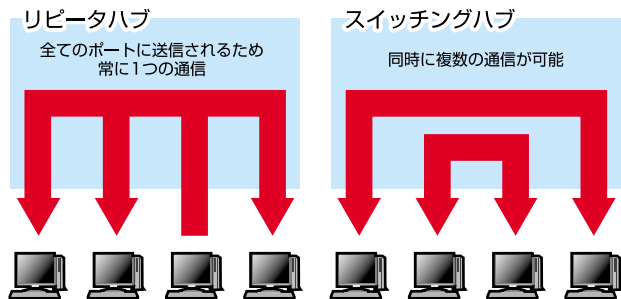 リピータハブ
全てのポートに送信されるため
常に1つの通信
スイッチングハブ
同時に複数の通信が可能